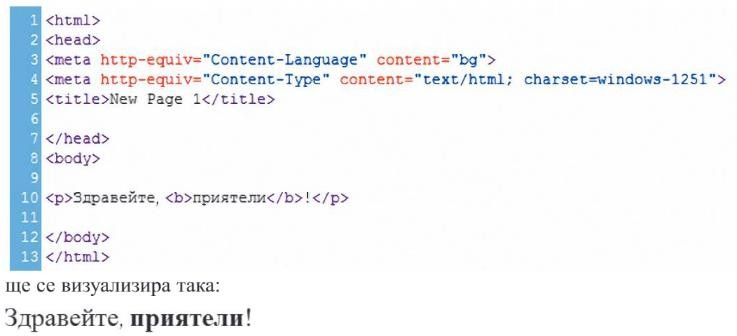 1 <html>
2 <head>
3 <meta http-equiv="Content-Language" content="bg">
4 <meta http-equiv="Content-Type" content="text/html; charset=windows-1251">
5 <title>New Page 1</title>
6
7 </head>
8 <body>
9
10 <p>Здравейте, <b>приятели</b>!</p>
11
12 </body>
13 </html>
ще се визуализира така:
Здравейте, приятели!